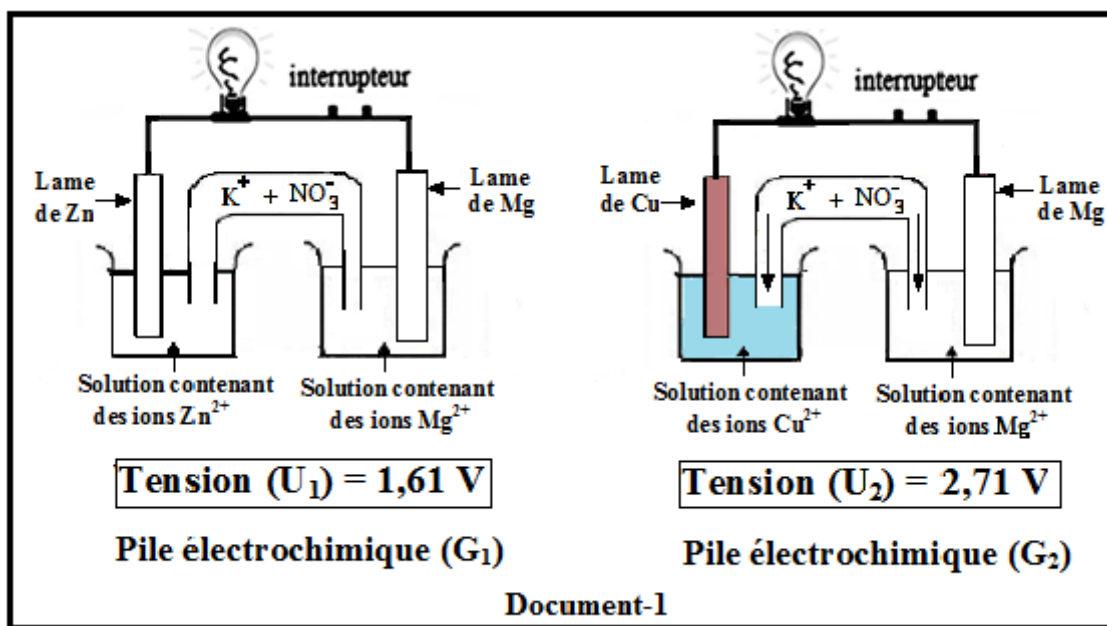 interrupteur
Lame
de Zn
K+ + NO3-
Lame
de Mg
Solution contenant
des ions Zn2+
Solution contenant
des ions Mg2+
Tension (U1) = 1,61 V
Pile électrochimique (G1)
interrupteur
Lame
de Cu
K+ + NO3-
Lame
de Mg
Solution contenant
des ions Cu2+
Solution contenant
des ions Mg2+
Tension (U2) = 2,71 V
Pile électrochimique (G2)
Document-1